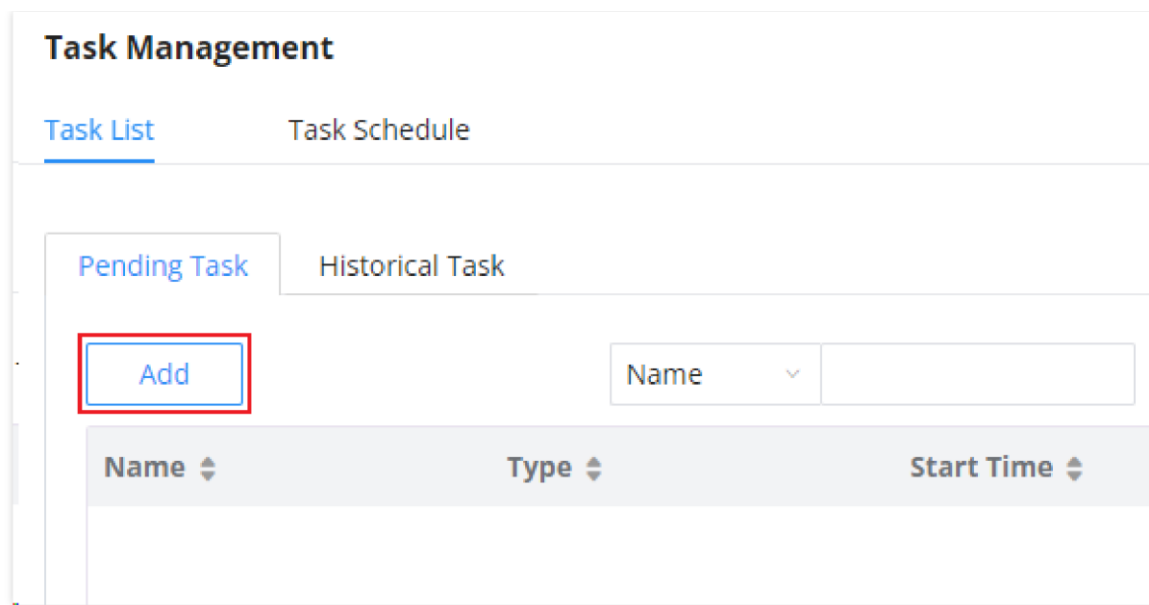 Task Management
Task List Task Schedule
Pending Task Historical Task
Add Name
Name Type Start Time